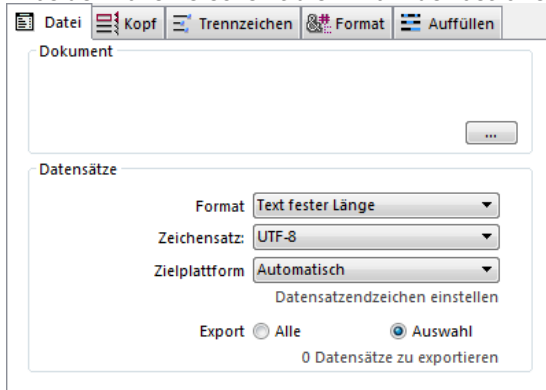 Datei Kopf Trennzeichen Format Auffüllen
Dokument
...
Datensätze
Format Text fester Länge
Zeichensatz: UTF-8
Zielplattform Automatisch
Datensatzendzeichen einstellen
Export Alle Auswahl
0 Datensätze zu exportieren